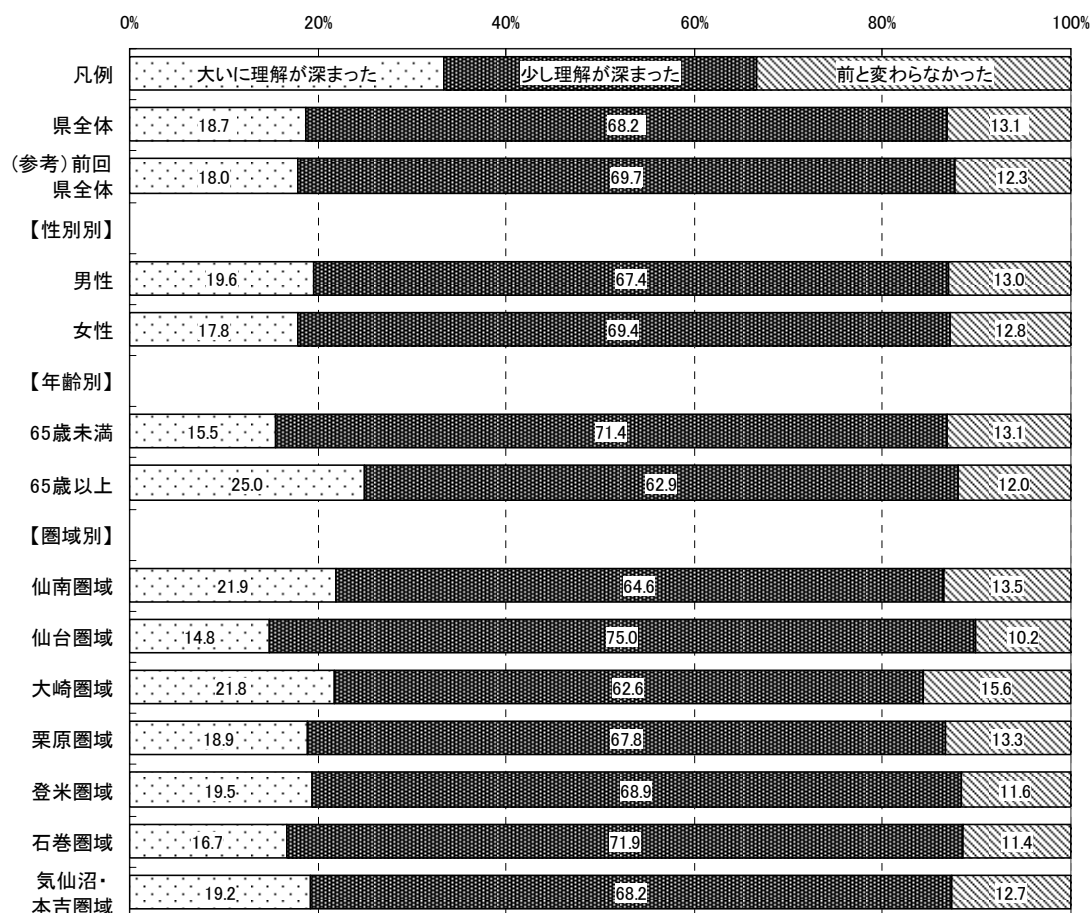 0% 20% 40% 60% 80% 100%
凡例 大いに理解が深まった 少し理解が深まった 前と変わらなかった
県全体 18.7 68.2 13.1
(参考)前回
県全体 18.0 69.7 12.3
【性別別】
男性 19.6 67.4 13.0
女性 17.8 69.4 12.8
【年齢別】
65歳未満 15.5 71.4 13.1
65歳以上 25.0 62.9 12.0
【圏域別】
仙南圏域 21.9 64.6 13.5
仙台圏域 14.8 75.0 10.2
大崎圏域 21.8 62.6 15.6
栗原圏域 18.9 67.8 13.3
登米圏域 19.5 68.9 11.6
石巻圏域 16.7 71.9 11.4
気仙沼・
本吉圏域 19.2 68.2 12.7